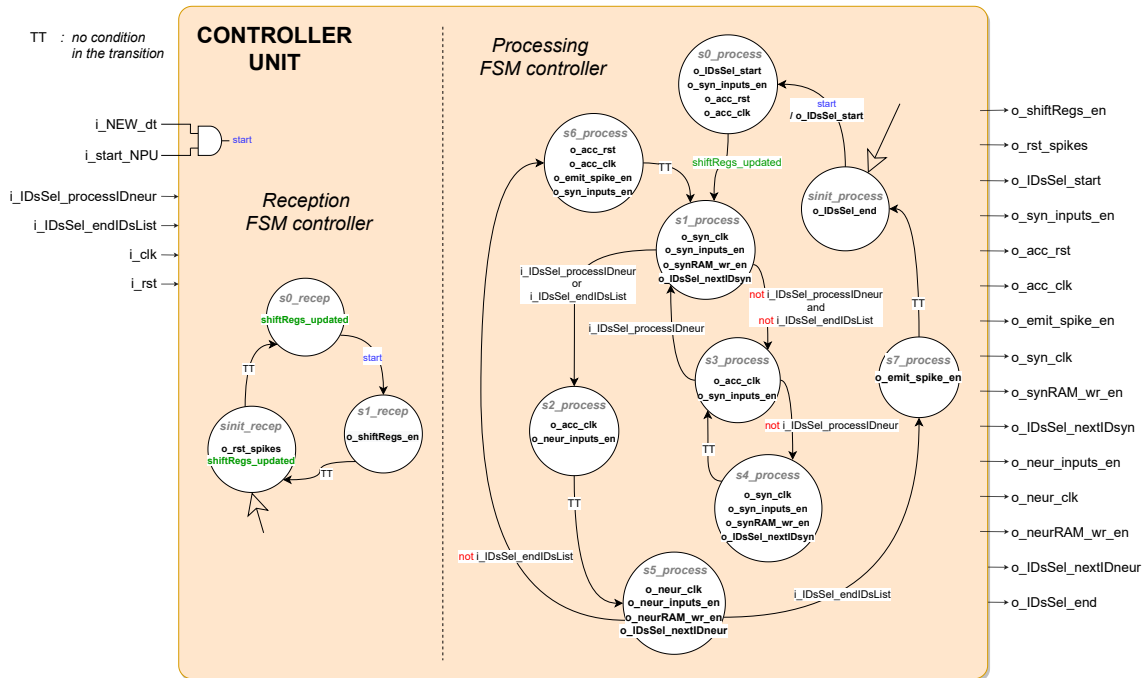 TT : no condition
in the transition
CONTROLLER
UNIT
Processing
FSM controller
i_NEW_dt
i_start_NPU
start
i_IDsSel_processIDneur
i_IDsSel_endIDsList
i_clk
i_rst
Reception
FSM controller
s0_recep
shiftRegs_updated
start
TT
s1_recep
o_shiftRegs_en
sinit_recep
o_rst_spikes
shiftRegs_updated
TT
s0_process
o_IDsSel_start
o_syn_inputs_en
o_acc_rst
o_acc_clk
start
/ o_IDsSel_start
s6_process
o_acc_rst
o_acc_clk
o_emit_spike_en
o_syn_inputs_en
TT
shiftRegs_updated
sinit_process
o_IDsSel_end
s1_process
o_syn_clk
o_syn_inputs_en
o_synRAM_wr_en
o_IDsSel_nextIDsyn
i_IDsSel_processIDneur
or
i_IDsSel_endIDsList
not i_IDsSel_processIDneur
and
not i_IDsSel_endIDsList
TT
i_IDsSel_processIDneur
s3_process
o_acc_clk
o_syn_inputs_en
s7_process
o_emit_spike_en
s2_process
o_acc_clk
o_neur_inputs_en
not i_IDsSel_processIDneur
TT
s4_process
o_syn_clk
o_syn_inputs_en
o_synRAM_wr_en
o_IDsSel_nextIDsyn
TT
not i_IDsSel_endIDsList
s5_process
o_neur_clk
o_neur_inputs_en
o_neurRAM_wr_en
o_IDsSel_nextIDneur
i_IDsSel_endIDsList
o_shiftRegs_en
o_rst_spikes
o_IDsSel_start
o_syn_inputs_en
o_acc_rst
o_acc_clk
o_emit_spike_en
o_syn_clk
o_synRAM_wr_en
o_IDsSel_nextIDsyn
o_neur_inputs_en
o_neur_clk
o_neurRAM_wr_en
o_IDsSel_nextIDneur
o_IDsSel_end